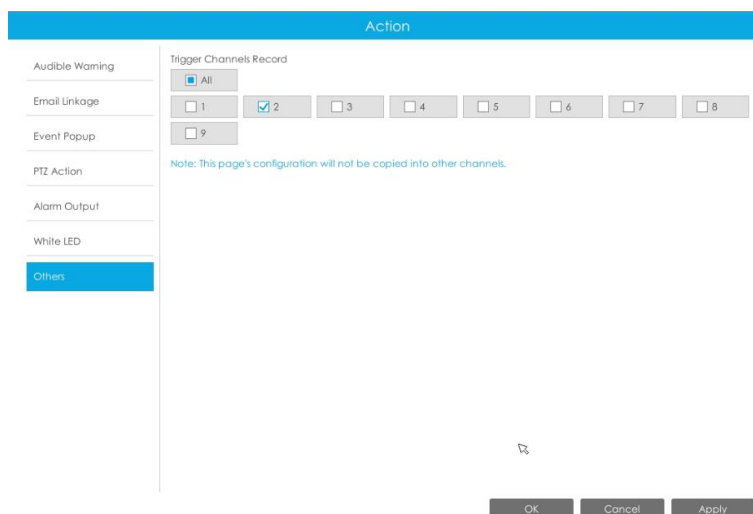 Action
Audible Warning
Email Linkage
Event Popup
PTZ Action
Alarm Output
White LED
Others
Trigger Channels Record
All
1 2 3 4 5 6 7 8
9
Note: This page's configuration will not be copied into other channels.
OK Cancel Apply